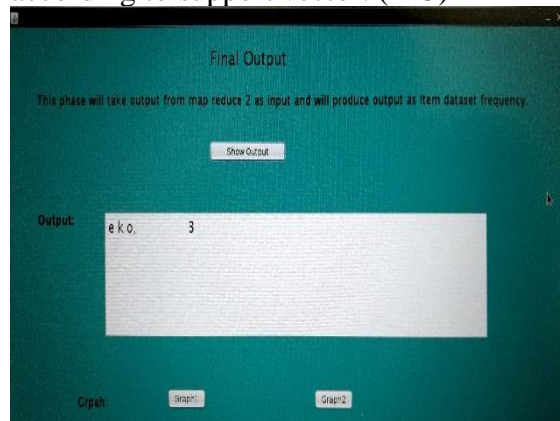 Final Output
This phase will take output from map reduce 2 as input and will produce output as item dataset frequency.
Show Output
Output:
e k o, 3
Grpah:
Graph1
Graph2